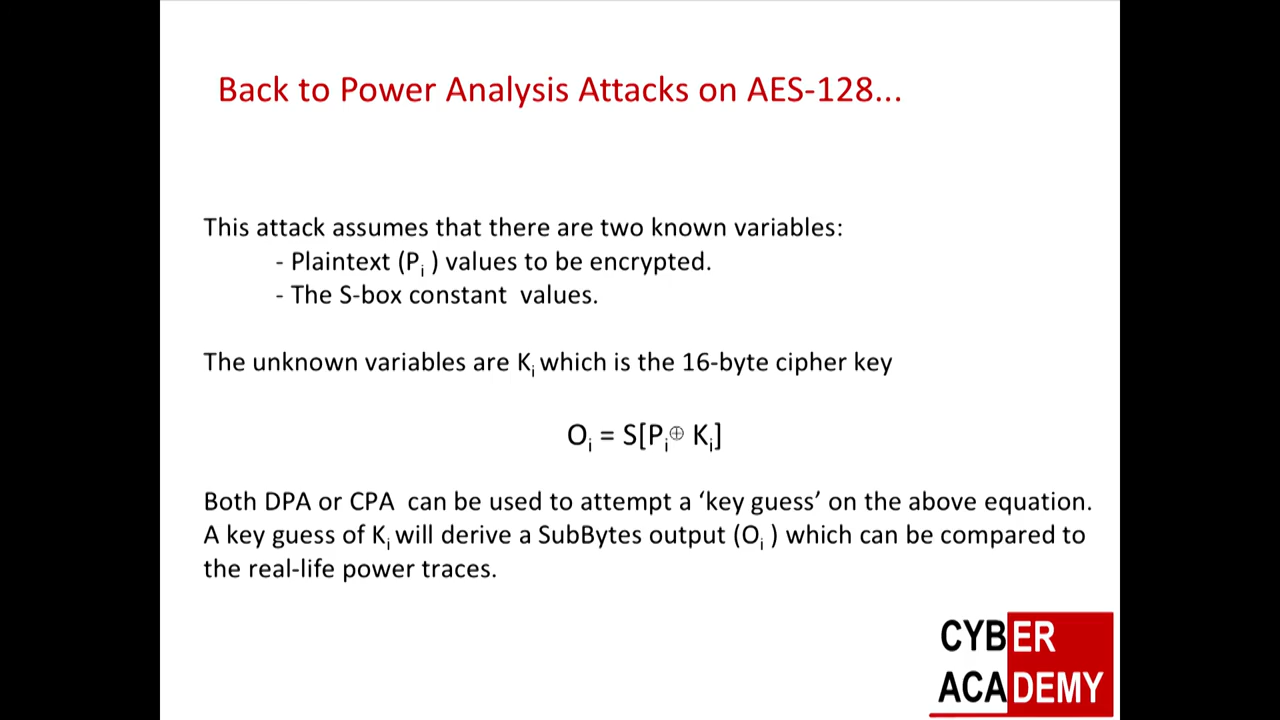 Back to Power Analysis Attacks on AES-128...
This attack assumes that there are two known variables:
- Plaintext (Pᵢ ) values to be encrypted.
- The S-box constant  values.
The unknown variables are Kᵢ which is the 16-byte cipher key
Oᵢ = S[Pᵢ⊕ Kᵢ]
Both DPA or CPA  can be used to attempt a ‘key guess’ on the above equation.
A key guess of Kᵢ will derive a SubBytes output (Oᵢ ) which can be compared to
the real-life power traces.
CYBER
ACADEMY